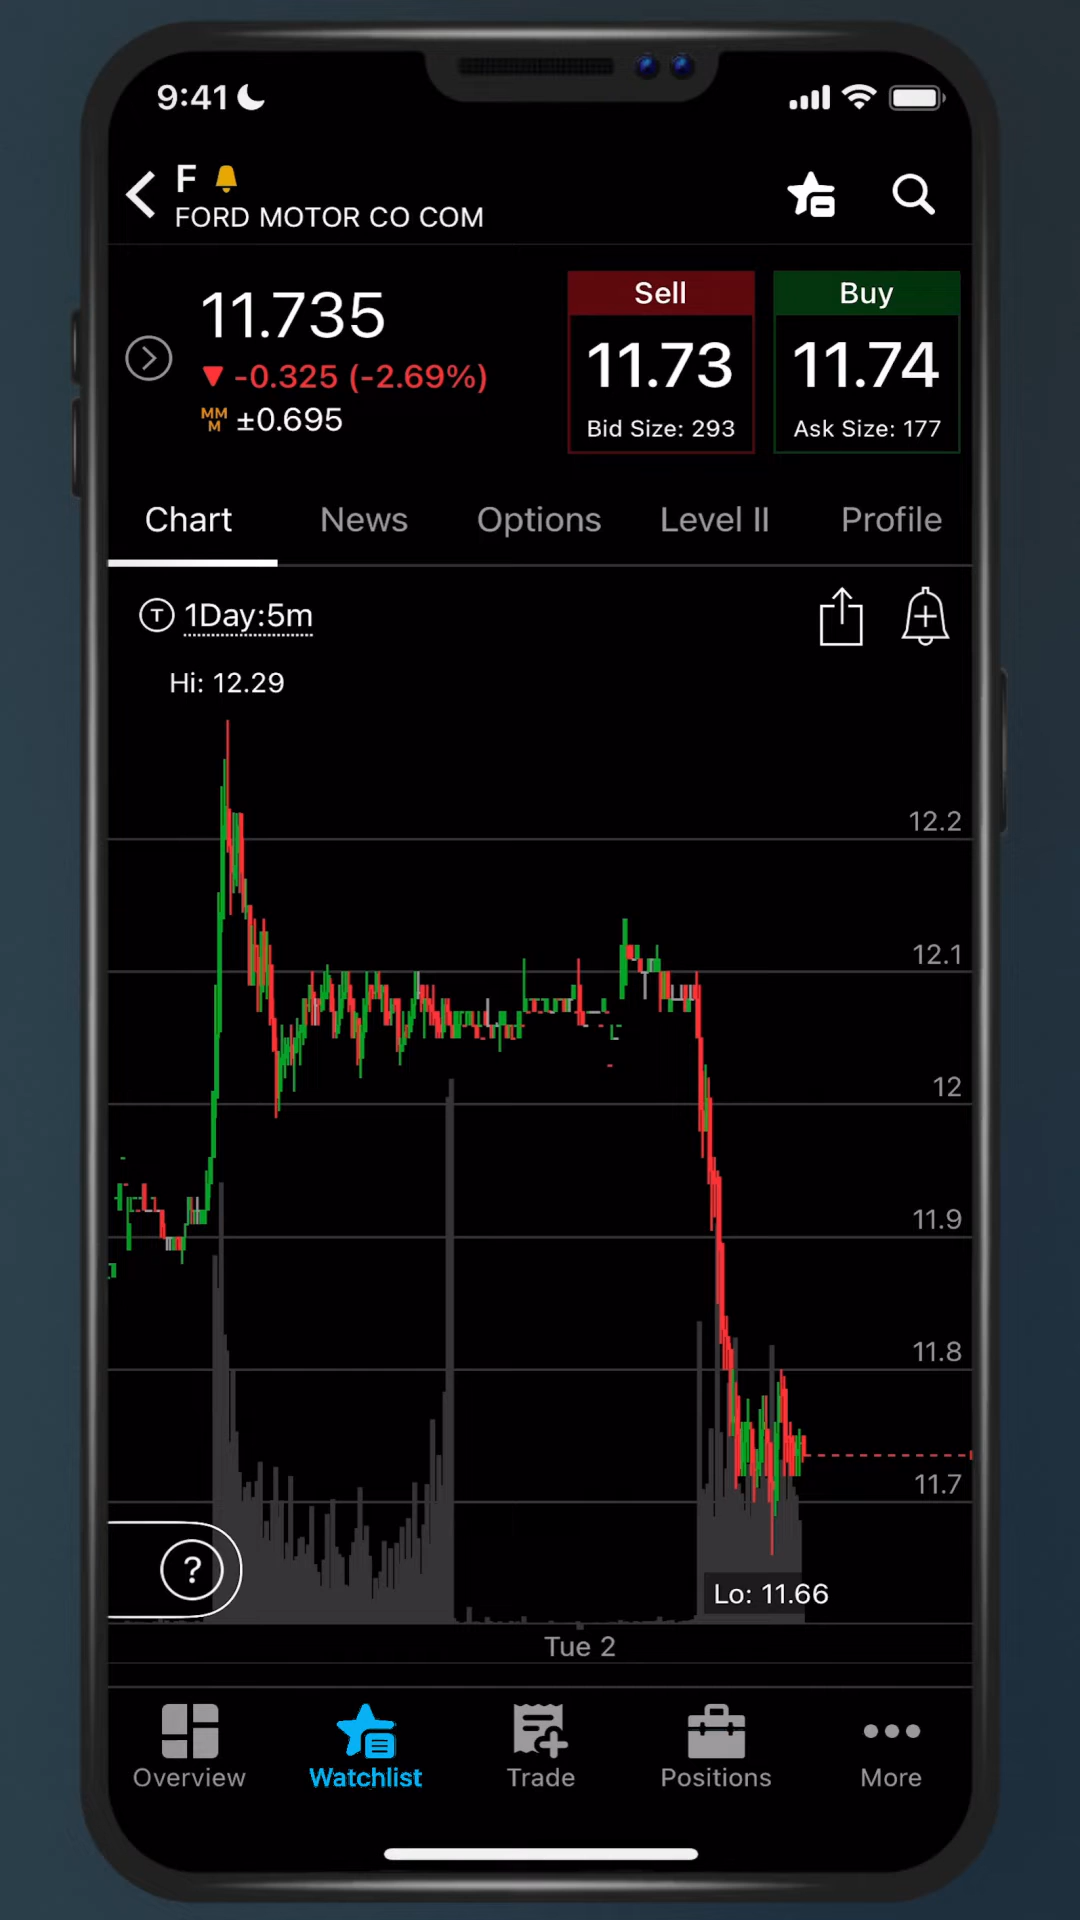 9:41
F
FORD MOTOR CO COM
11.735
-0.325 (-2.69%)
MM
M
±0.695
Sell
11.73
Bid Size: 293
Buy
11.74
Ask Size: 177
Chart News Options Level II Profile
T 1Day:5m
Hi: 12.29
12.2
12.1
12
11.9
11.8
11.7
?
Lo: 11.66
Tue 2
Overview Watchlist Trade Positions More